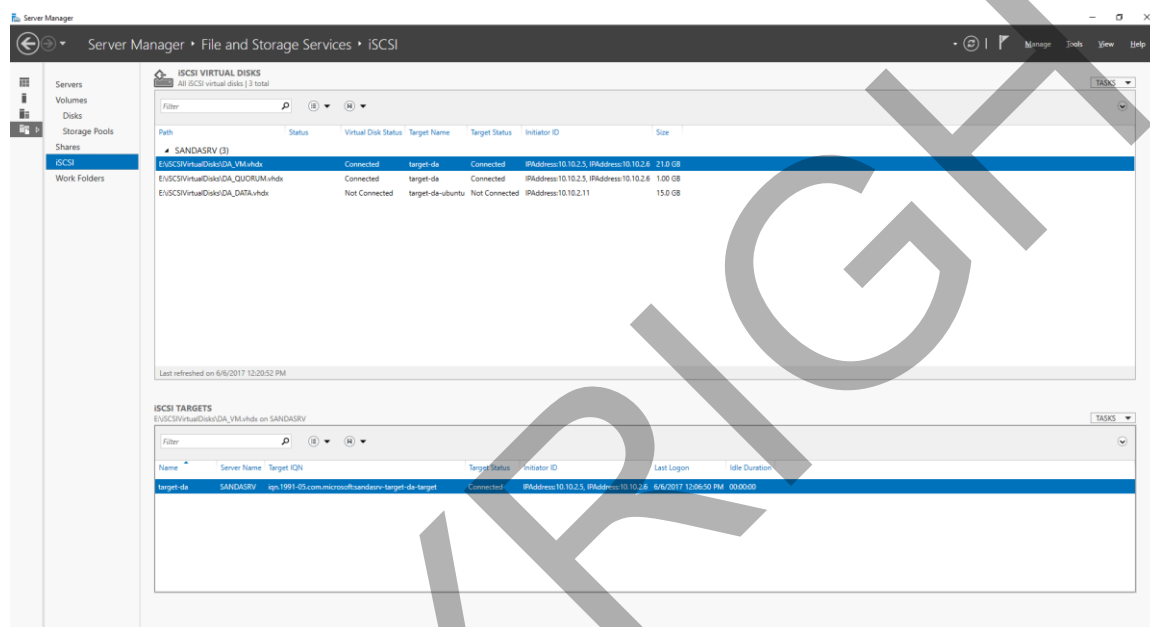 Server Manager
Server Manager ‣ File and Storage Services ‣ iSCSI
Manage Tools View Help
Servers
Volumes
Disks
Storage Pools
Shares
iSCSI
Work Folders
iSCSI VIRTUAL DISKS
All iSCSI virtual disks | 3 total
TASKS
Filter
Path Status Virtual Disk Status Target Name Target Status Initiator ID Size
SANDASRV (3)
E:\iSCSIVirtualDisks\DA_VM.vhdx Connected target-da Connected IPAddress:10.10.2.5, IPAddress:10.10.2.6 21.0 GB
E:\iSCSIVirtualDisks\DA_QUORUM.vhdx Connected target-da Connected IPAddress:10.10.2.5, IPAddress:10.10.2.6 1.00 GB
E:\iSCSIVirtualDisks\DA_DATA.vhdx Not Connected target-da-ubuntu Not Connected IPAddress:10.10.2.11 15.0 GB
Last refreshed on 6/6/2017 12:20:52 PM
iSCSI TARGETS
E:\iSCSIVirtualDisks\DA_VM.vhdx on SANDASRV
TASKS
Filter
Name Server Name Target IQN Target Status Initiator ID Last Logon Idle Duration
target-da SANDASRV iqn.1991-05.com.microsoft:sandasrv-target-da-target Connected IPAddress:10.10.2.5, IPAddress:10.10.2.6 6/6/2017 12:06:50 PM 00:00:00
YRIGH